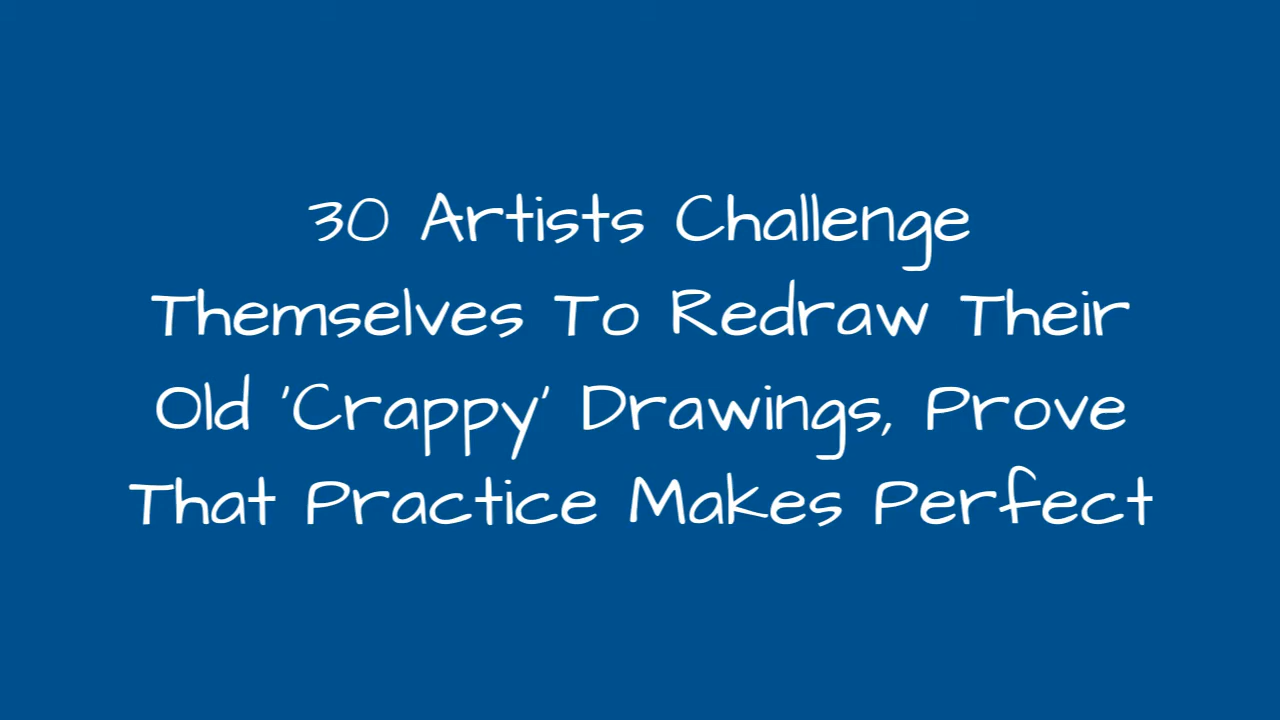 30 Artists Challenge
Themselves To Redraw Their
Old 'Crappy' Drawings, Prove
That Practice Makes Perfect